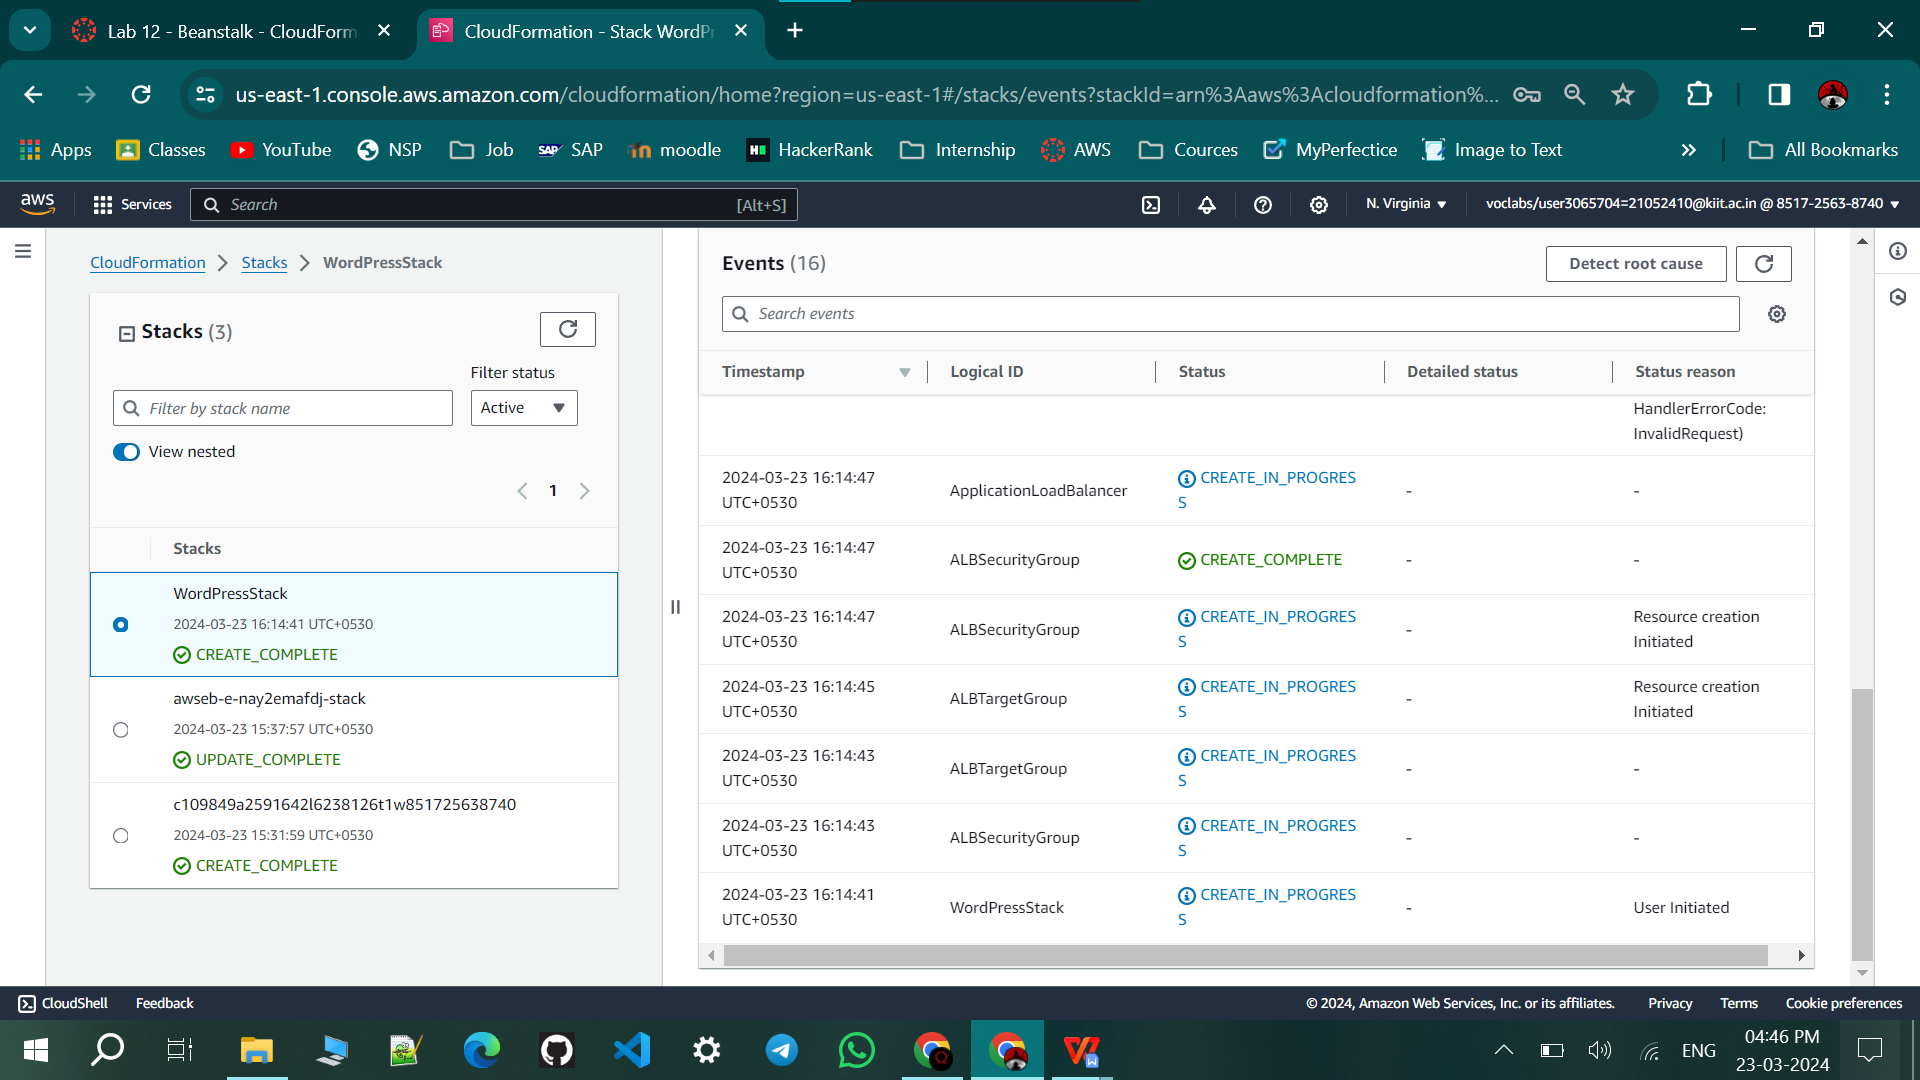 Lab 12 - Beanstalk - CloudForm
CloudFormation - Stack WordPr
us-east-1.console.aws.amazon.com/cloudformation/home?region=us-east-1#/stacks/events?stackId=arn%3Aaws%3Acloudformation%...
Apps Classes YouTube NSP Job SAP SAP moodle HackerRank Internship AWS Cources MyPerfectice Image to Text » All Bookmarks
aws Services Search [Alt+S] N. Virginia voclabs/user3065704=21052410@kiit.ac.in @ 8517-2563-8740
CloudFormation Stacks WordPressStack
Stacks (3)
Filter status
Filter by stack name Active
View nested
1
Stacks
WordPressStack
2024-03-23 16:14:41 UTC+0530
CREATE_COMPLETE
awseb-e-nay2emafdj-stack
2024-03-23 15:37:57 UTC+0530
UPDATE_COMPLETE
c109849a2591642l6238126t1w851725638740
2024-03-23 15:31:59 UTC+0530
CREATE_COMPLETE
Events (16) Detect root cause
Search events
Timestamp Logical ID Status Detailed status Status reason
HandlerErrorCode:
InvalidRequest)
2024-03-23 16:14:47 CREATE_IN_PROGRES
ApplicationLoadBalancer - -
UTC+0530 S
2024-03-23 16:14:47
ALBSecurityGroup CREATE_COMPLETE - -
UTC+0530
2024-03-23 16:14:47 CREATE_IN_PROGRES Resource creation
ALBSecurityGroup -
UTC+0530 S Initiated
2024-03-23 16:14:45 CREATE_IN_PROGRES Resource creation
ALBTargetGroup -
UTC+0530 S Initiated
2024-03-23 16:14:43 CREATE_IN_PROGRES
ALBTargetGroup - -
UTC+0530 S
2024-03-23 16:14:43 CREATE_IN_PROGRES
ALBSecurityGroup - -
UTC+0530 S
2024-03-23 16:14:41 CREATE_IN_PROGRES
WordPressStack - User Initiated
UTC+0530 S
CloudShell Feedback © 2024, Amazon Web Services, Inc. or its affiliates. Privacy Terms Cookie preferences
ENG 04:46 PM
23-03-2024